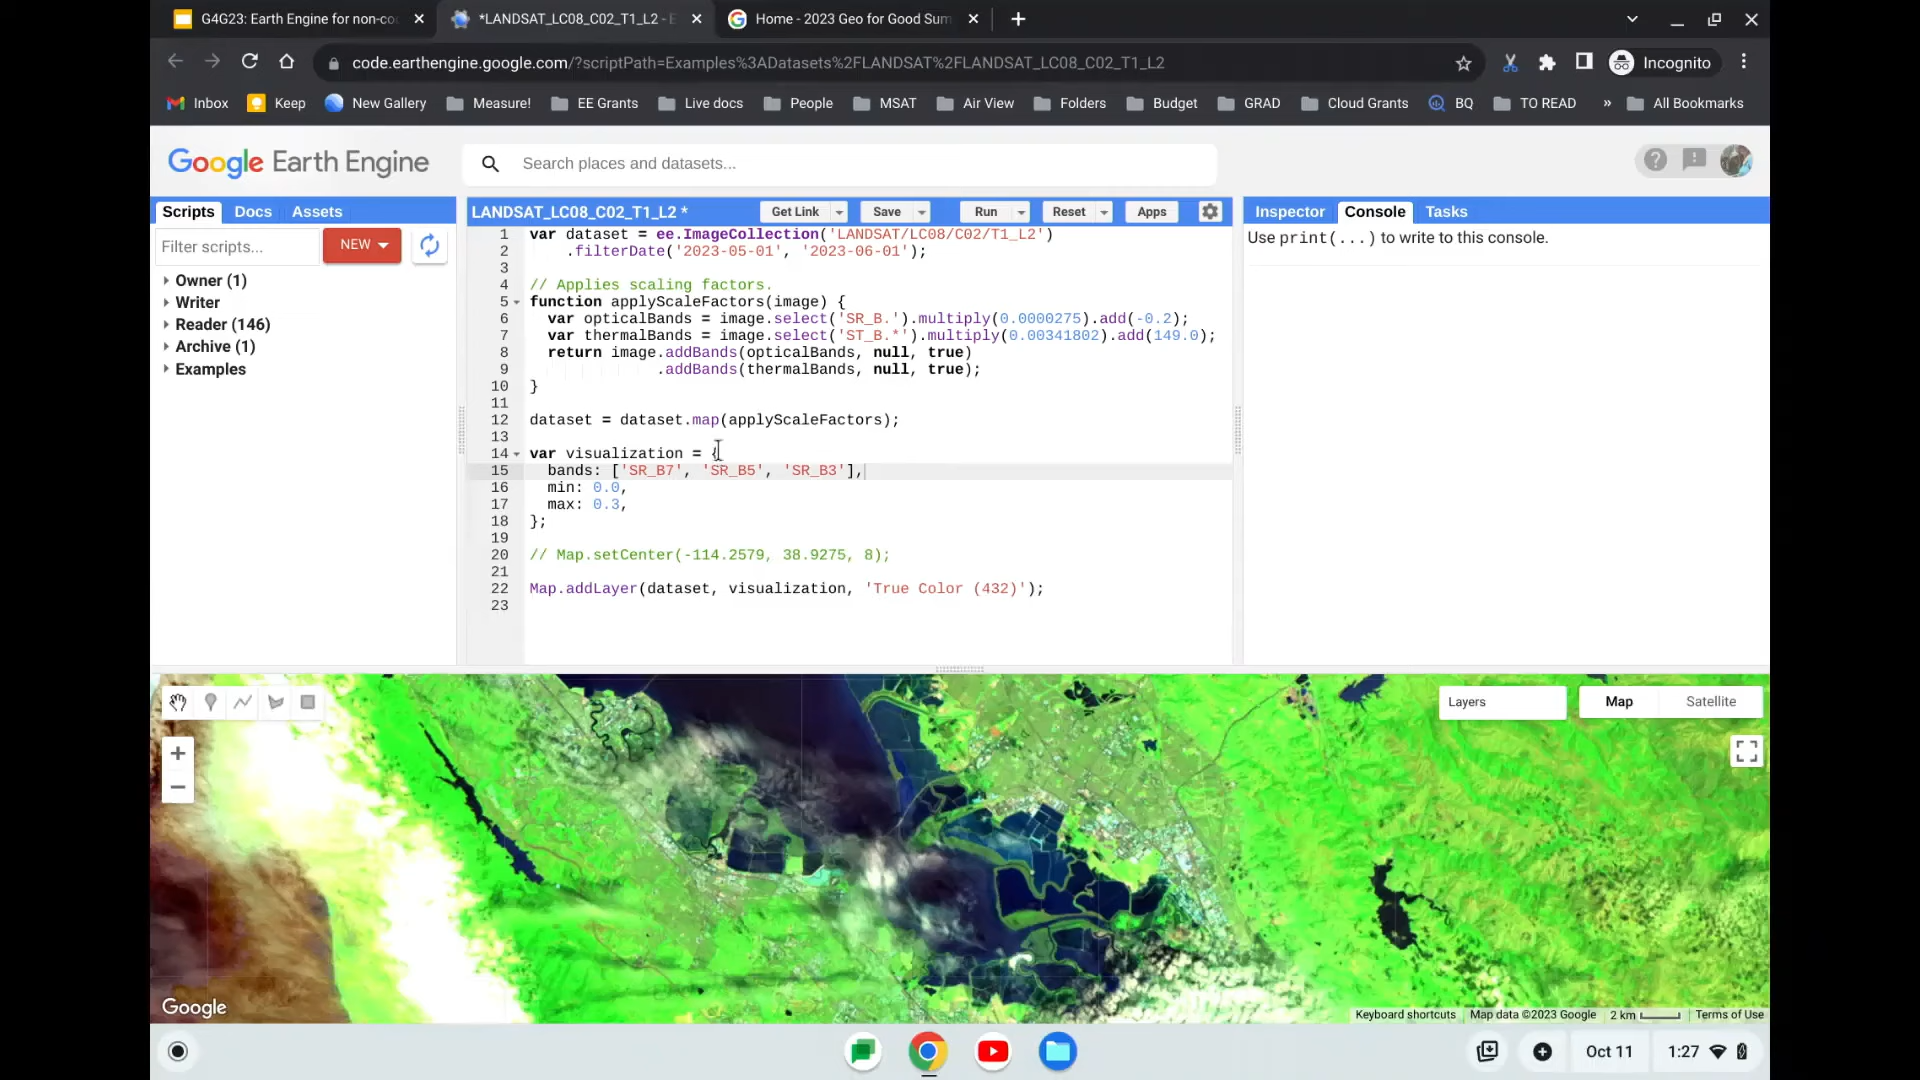 G4G23: Earth Engine for non-co
*LANDSAT_LC08_C02_T1_L2 - E
Home - 2023 Geo for Good Sum
code.earthengine.google.com/?scriptPath=Examples%3ADatasets%2FLANDSAT%2FLANDSAT_LC08_C02_T1_L2
Incognito
Inbox
Keep
New Gallery
Measure!
EE Grants
Live docs
People
MSAT
Air View
Folders
Budget
GRAD
Cloud Grants
BQ
TO READ
»
All Bookmarks
Google Earth Engine
Search places and datasets...
Scripts Docs Assets
Filter scripts...
NEW
Owner (1)
Writer
Reader (146)
Archive (1)
Examples
LANDSAT_LC08_C02_T1_L2 *
Get Link
Save
Run
Reset
Apps
1 var dataset = ee.ImageCollection('LANDSAT/LC08/C02/T1_L2')
2 .filterDate('2023-05-01', '2023-06-01');
3
4 // Applies scaling factors.
5 function applyScaleFactors(image) {
6 var opticalBands = image.select('SR_B.').multiply(0.0000275).add(-0.2);
7 var thermalBands = image.select('ST_B.*').multiply(0.00341802).add(149.0);
8 return image.addBands(opticalBands, null, true)
9 .addBands(thermalBands, null, true);
10 }
11
12 dataset = dataset.map(applyScaleFactors);
13
14 var visualization = {
15 bands: ['SR_B7', 'SR_B5', 'SR_B3'],
16 min: 0.0,
17 max: 0.3,
18 };
19
20 // Map.setCenter(-114.2579, 38.9275, 8);
21
22 Map.addLayer(dataset, visualization, 'True Color (432)');
23
Inspector Console Tasks
Use print(...) to write to this console.
Layers
Map
Satellite
Google
Keyboard shortcuts
Map data ©2023 Google
2 km
Terms of Use
Oct 11
1:27